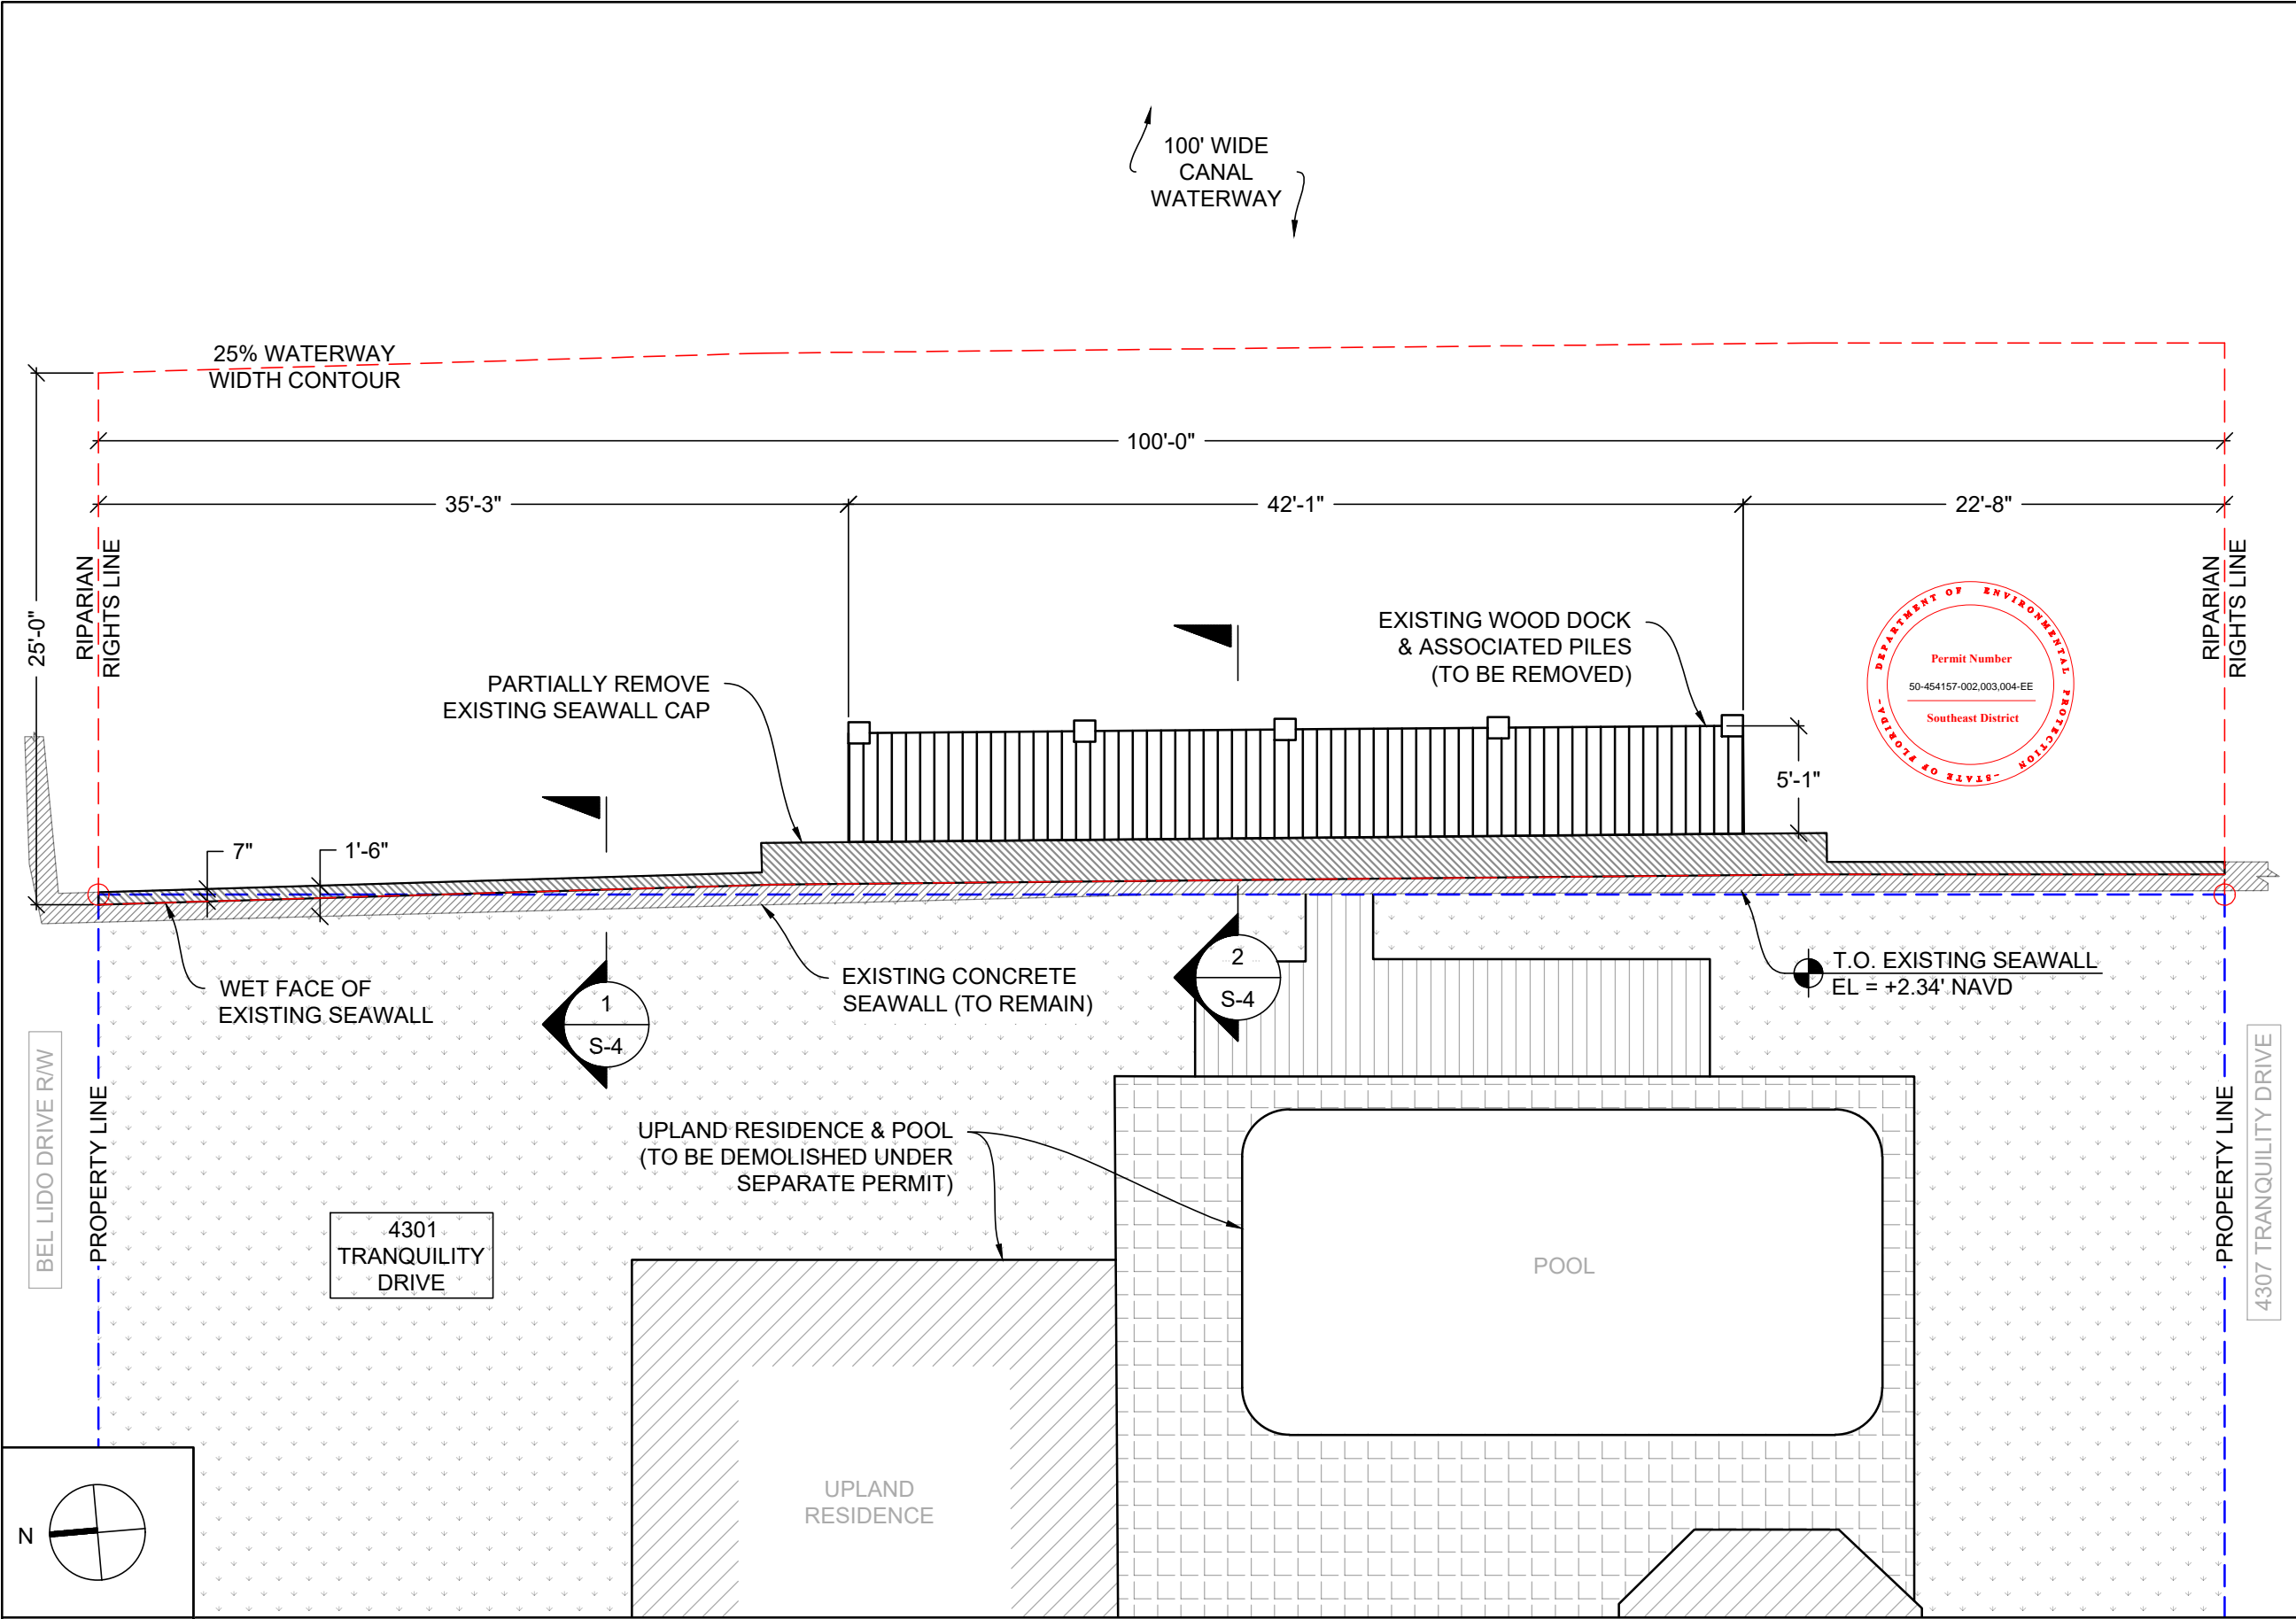 100' WIDE
CANAL
WATERWAY
25% WATERWAY
WIDTH CONTOUR
100'-0"
35'-3"
42'-1"
22'-8"
25'-0"
RIPARIAN
RIGHTS LINE
RIPARIAN
RIGHTS LINE
EXISTING WOOD DOCK
& ASSOCIATED PILES
(TO BE REMOVED)
DEPARTMENT OF ENVIRONMENTAL PROTECTION
-STATE OF FLORIDA-
Permit Number
50-454157-002,003,004-EE
Southeast District
PARTIALLY REMOVE
EXISTING SEAWALL CAP
5'-1"
7"
1'-6"
WET FACE OF
EXISTING SEAWALL
1
S-4
EXISTING CONCRETE
SEAWALL (TO REMAIN)
2
S-4
T.O. EXISTING SEAWALL
EL = +2.34' NAVD
BEL LIDO DRIVE R/W
PROPERTY LINE
UPLAND RESIDENCE & POOL
(TO BE DEMOLISHED UNDER
SEPARATE PERMIT)
4301
TRANQUILITY
DRIVE
POOL
PROPERTY LINE
4307 TRANQUILITY DRIVE
UPLAND
RESIDENCE
N